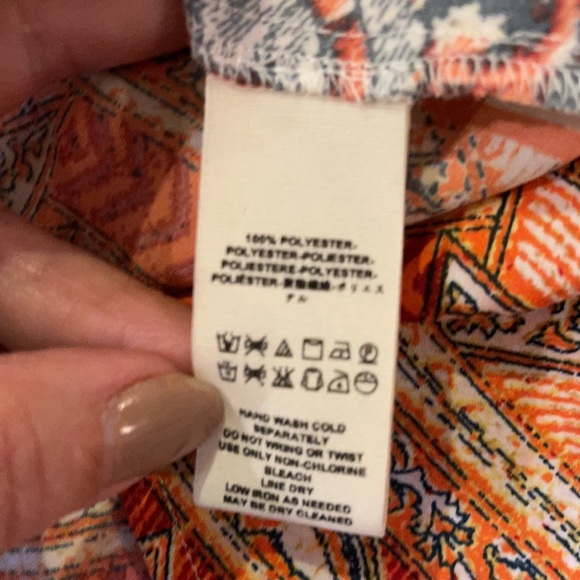 100% POLYESTER-
POLYESTER-POLIESTER-
POLIESTERE-POLYESTER-
POLIÉSTER-聚酯纖維-ポリエス
テル
HAND WASH COLD
SEPARATELY
DO NOT WRING OR TWIST
USE ONLY NON-CHLORINE
BLEACH
LINE DRY
LOW IRON AS NEEDED
MAY BE DRY CLEANED